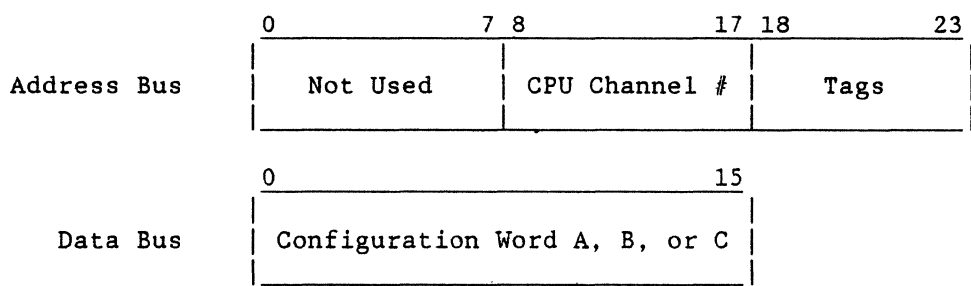 0 7 8 17 18 23
Address Bus Not Used CPU Channel # Tags
0 15
Data Bus Configuration Word A, B, or C